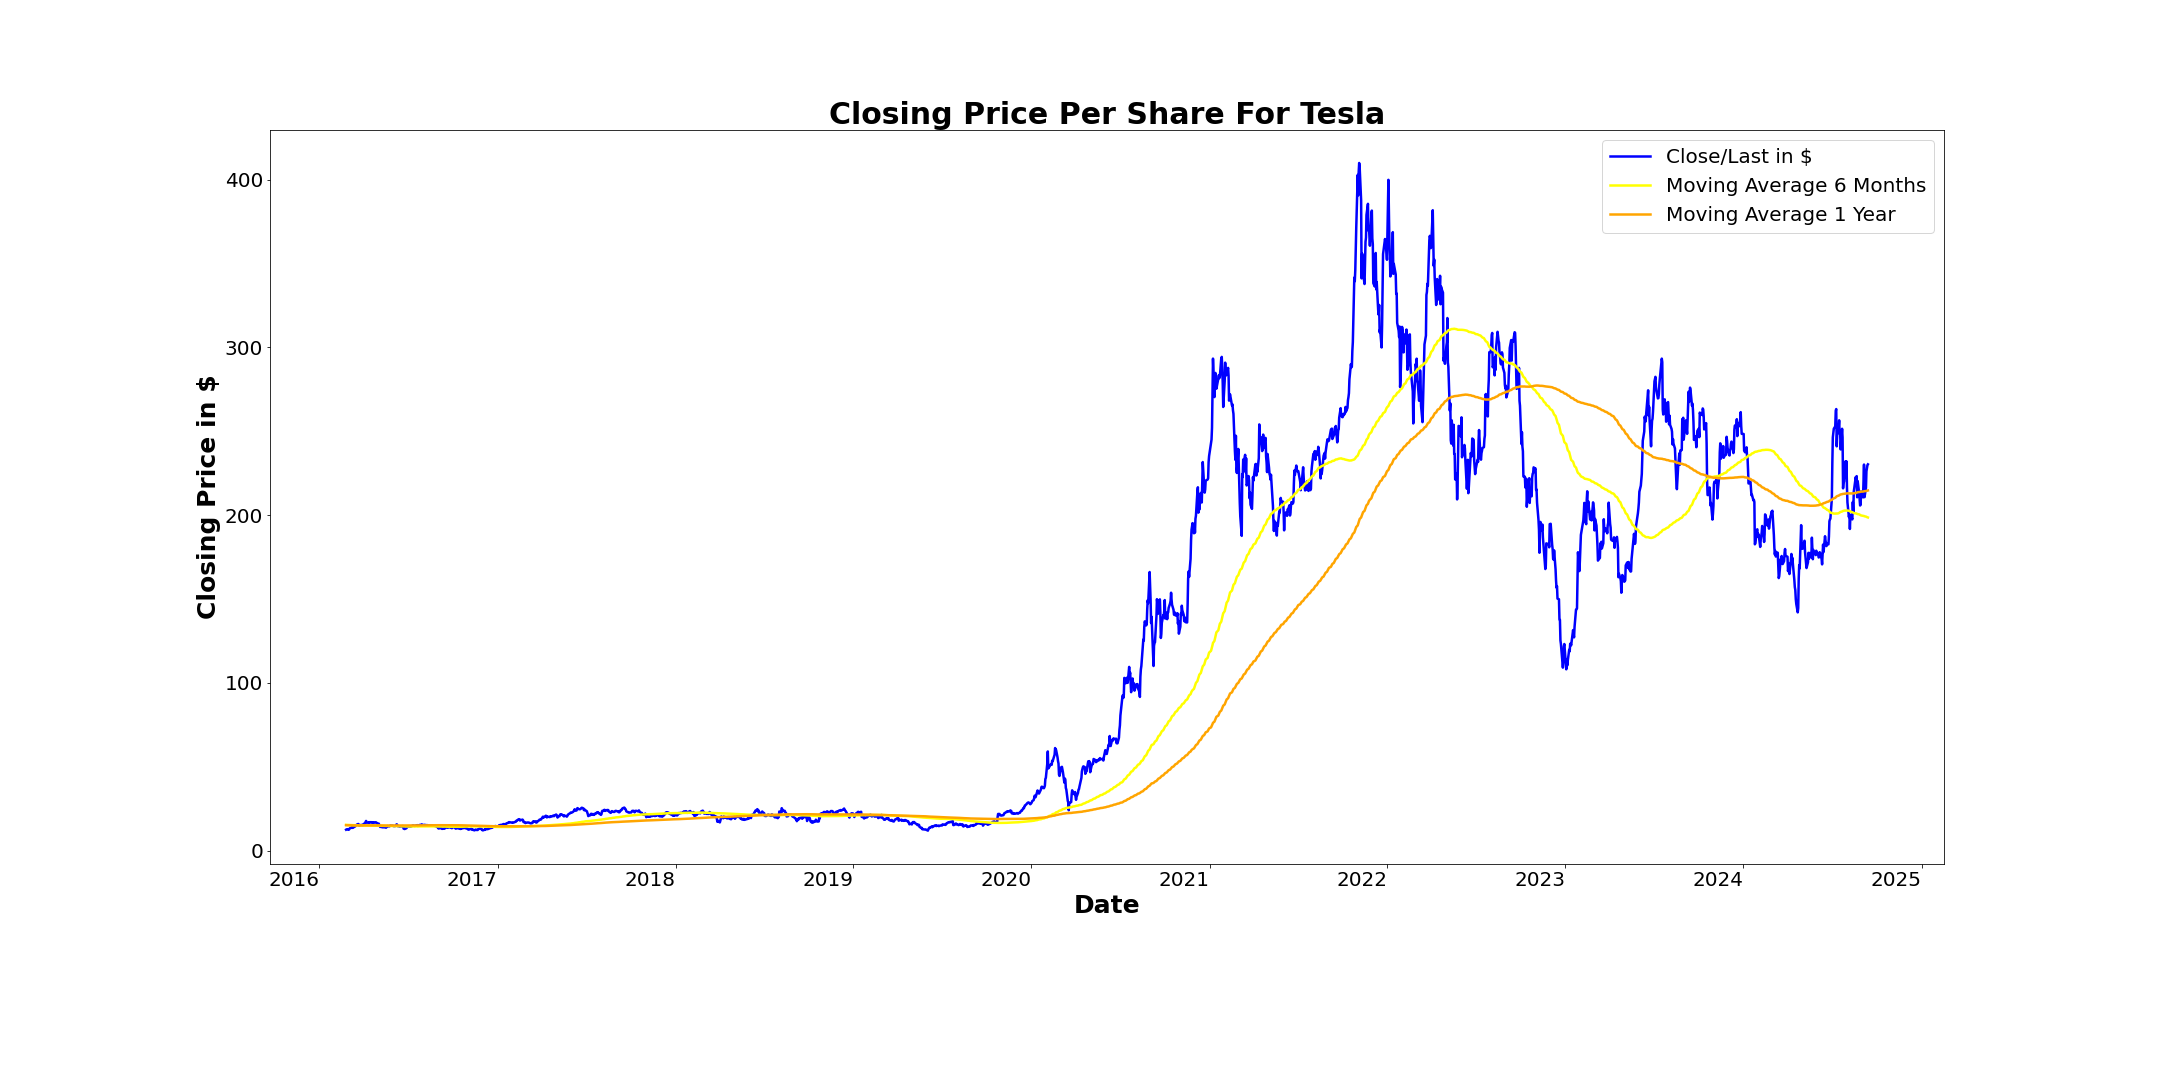 Closing Price Per Share For Tesla
Close/Last in $
Moving Average 6 Months
Moving Average 1 Year
400
300
200
100
0
Closing Price in $
2016 2017 2018 2019 2020 2021 2022 2023 2024 2025
Date